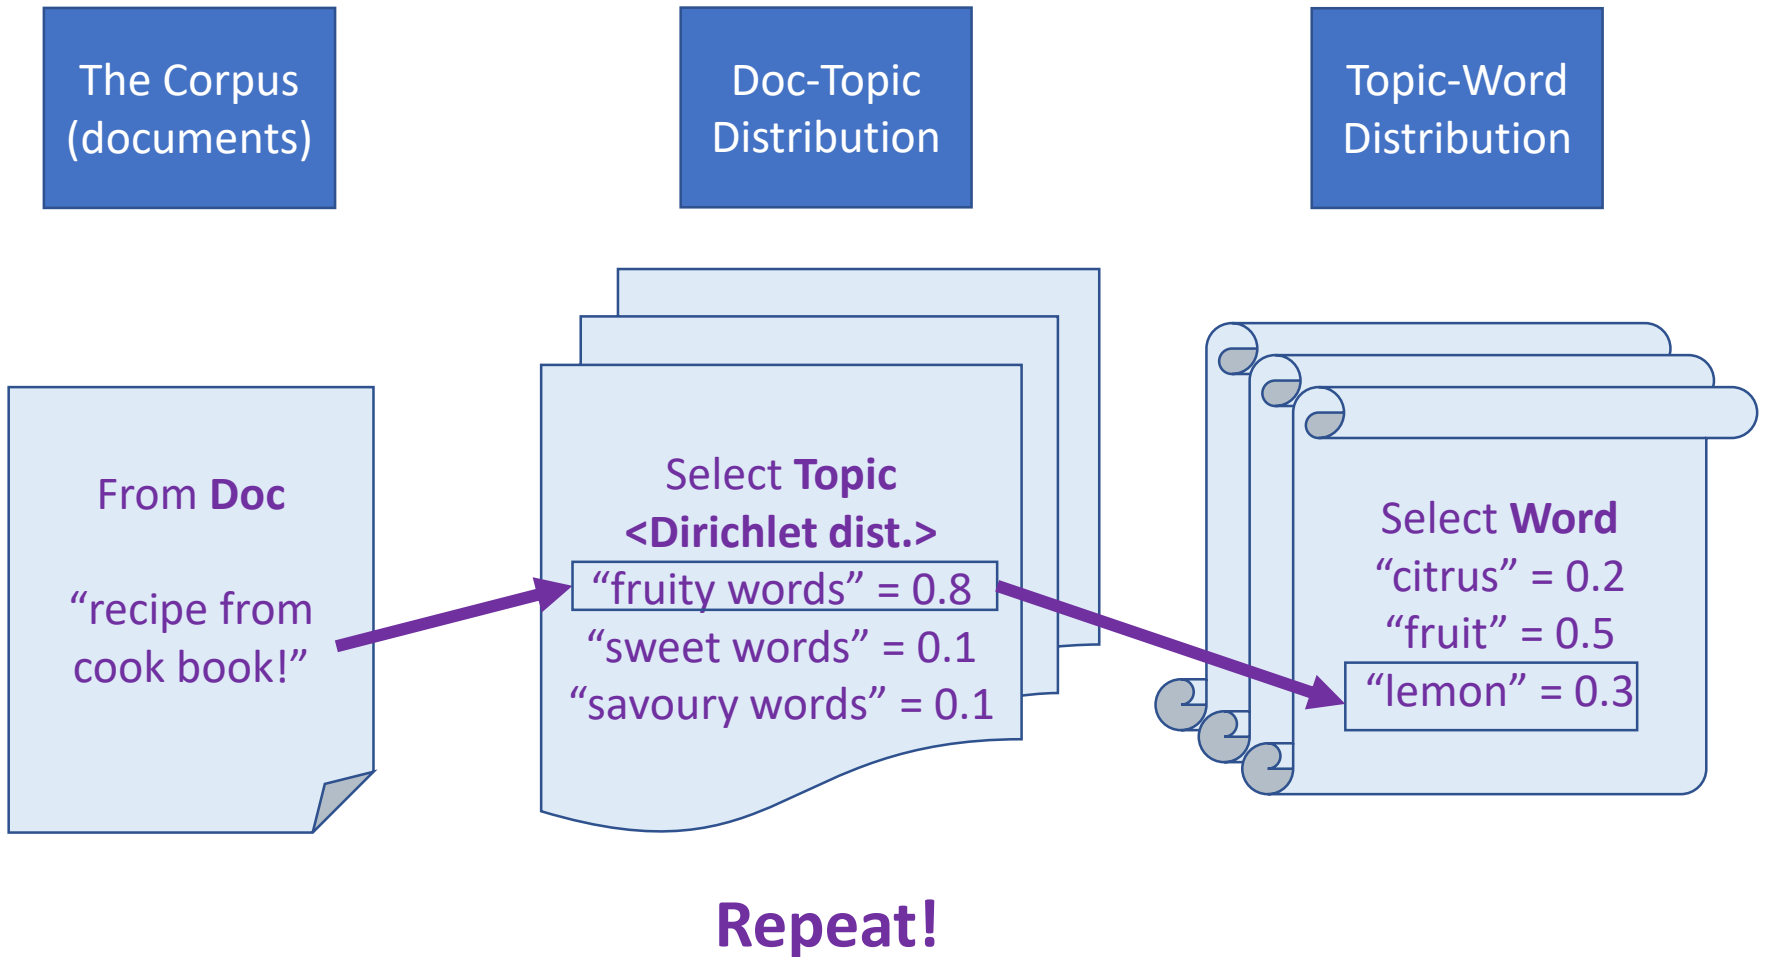 The Corpus
(documents)
Doc-Topic
Distribution
Topic-Word
Distribution
From Doc
“recipe from
cook book!”
Select Topic
<Dirichlet dist.>
“fruity words” = 0.8
“sweet words” = 0.1
“savoury words” = 0.1
Select Word
“citrus” = 0.2
“fruit” = 0.5
“lemon” = 0.3
Repeat!